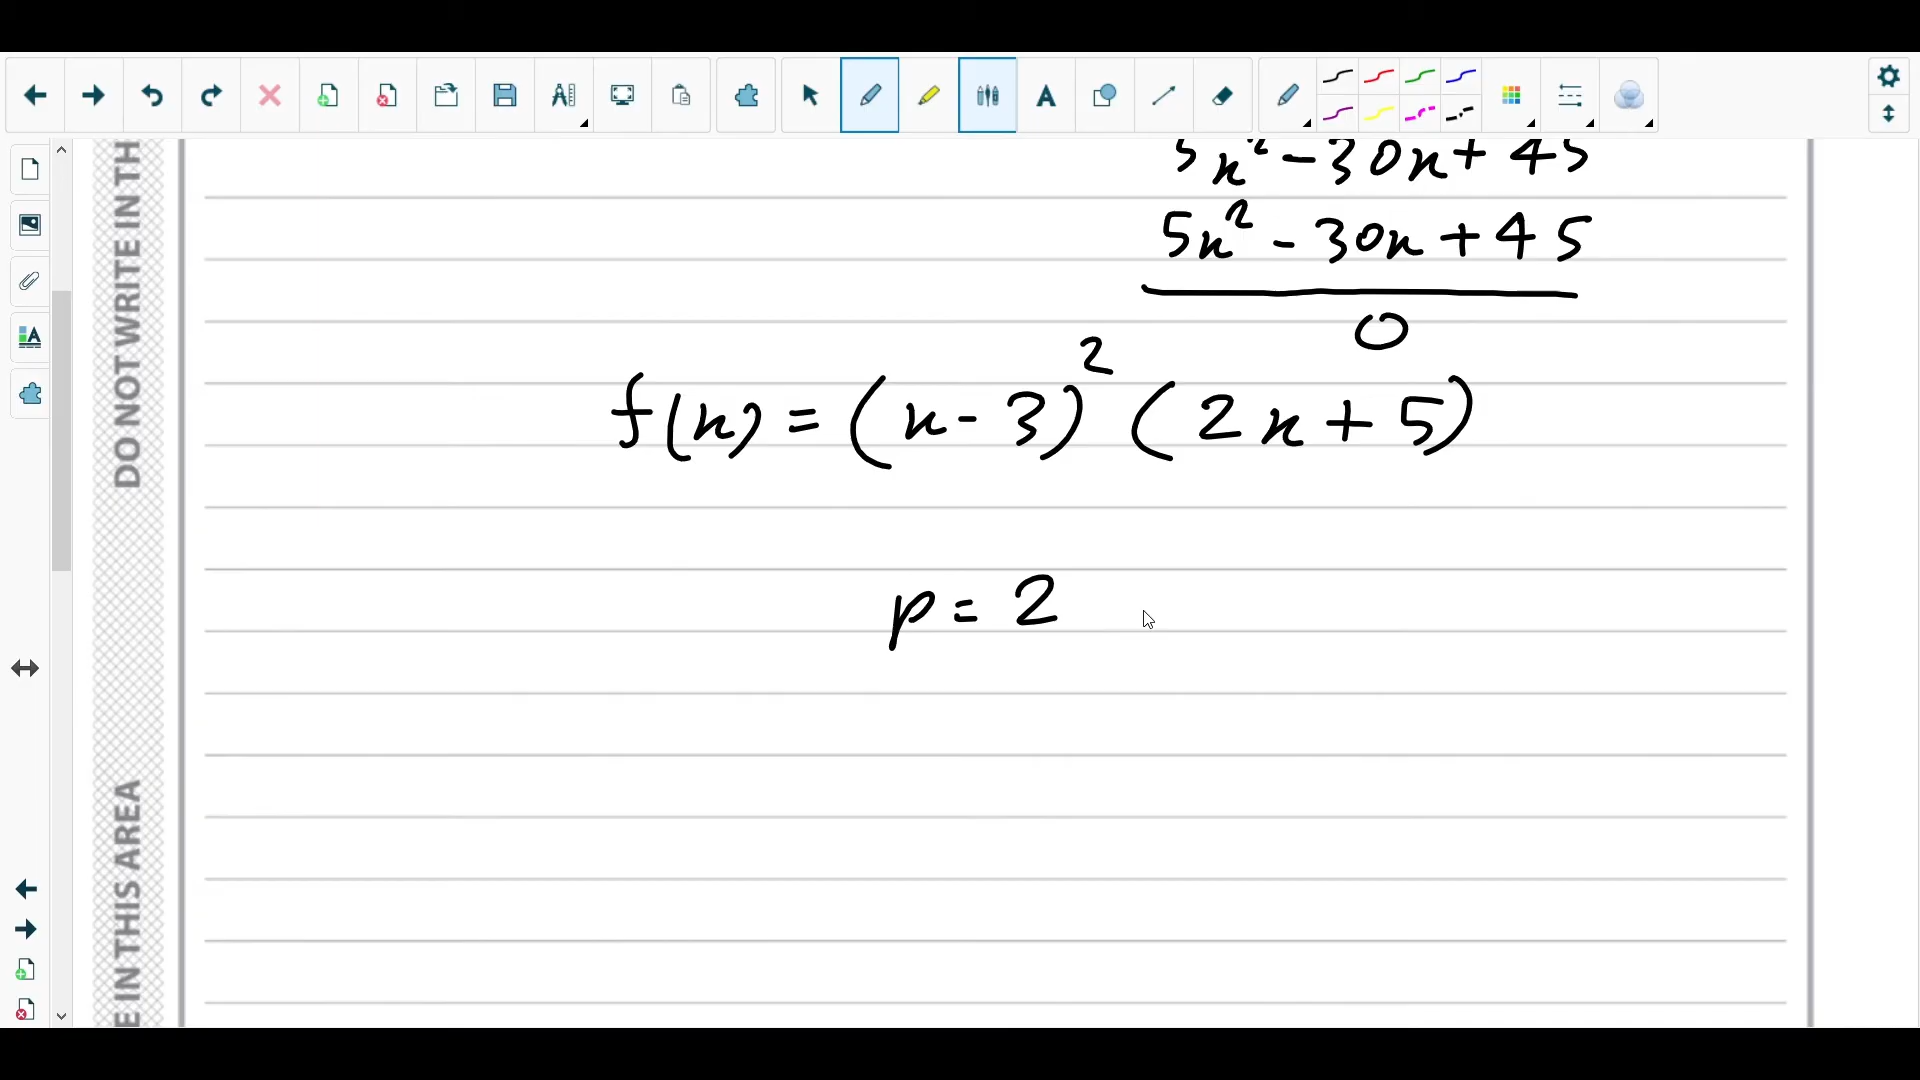 DO NOT WRITE IN TH
E IN THIS AREA
5x² - 30x + 45
5x² - 30x + 45
0
f(x) = (x - 3)² (2x + 5)
p = 2